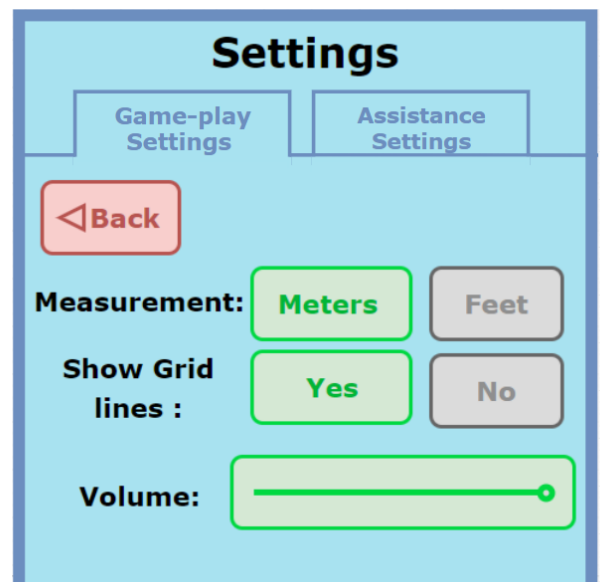 Settings
Game-play
Settings
Assistance
Settings
Back
Measurement: Meters Feet
Show Grid
lines : Yes No
Volume: